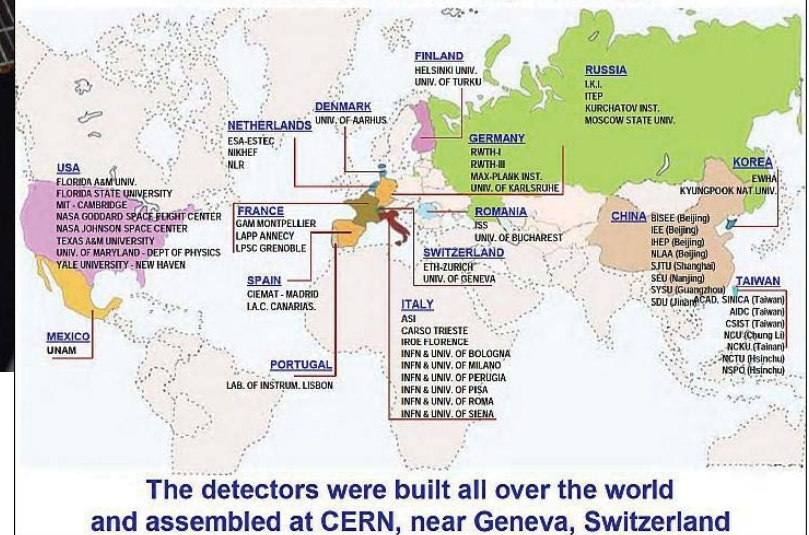 FINLAND
HELSINKI UNIV.
UNIV. OF TURKU
RUSSIA
I.K.I.
ITEP
KURCHATOV INST.
MOSCOW STATE UNIV.
DENMARK
UNIV. OF AARHUS
NETHERLANDS
ESA-ESTEC
NIKHEF
NLR
GERMANY
RWTH-I
RWTH-III
MAX-PLANK INST.
UNIV. OF KARLSRUHE
KOREA
EWHA
KYUNGPOOK NAT.UNIV.
USA
FLORIDA A&M UNIV.
FLORIDA STATE UNIVERSITY
MIT - CAMBRIDGE
NASA GODDARD SPACE FLIGHT CENTER
NASA JOHNSON SPACE CENTER
TEXAS A&M UNIVERSITY
UNIV. OF MARYLAND - DEPT OF PHYSICS
YALE UNIVERSITY - NEW HAVEN
FRANCE
GAM MONTPELLIER
LAPP ANNECY
LPSC GRENOBLE
ROMANIA
ISS
UNIV. OF BUCHAREST
CHINA
BISEE (Beijing)
IEE (Beijing)
IHEP (Beijing)
NLAA (Beijing)
SJTU (Shanghai)
SEU (Nanjing)
SYSU (Guangzhou)
SDU (Jinan)
SWITZERLAND
ETH-ZURICH
UNIV. OF GENEVA
SPAIN
CIEMAT - MADRID
I.A.C. CANARIAS.
TAIWAN
ACAD. SINICA (Taiwan)
AIDC (Taiwan)
CSIST (Taiwan)
NCU (Chung Li)
NCKU (Tainan)
NCTU (Hsinchu)
NSPO (Hsinchu)
ITALY
ASI
CARSO TRIESTE
IROE FLORENCE
INFN & UNIV. OF BOLOGNA
INFN & UNIV. OF MILANO
INFN & UNIV. OF PERUGIA
INFN & UNIV. OF PISA
INFN & UNIV. OF ROMA
INFN & UNIV. OF SIENA
MEXICO
UNAM
PORTUGAL
LAB. OF INSTRUM. LISBON
The detectors were built all over the world
and assembled at CERN, near Geneva, Switzerland